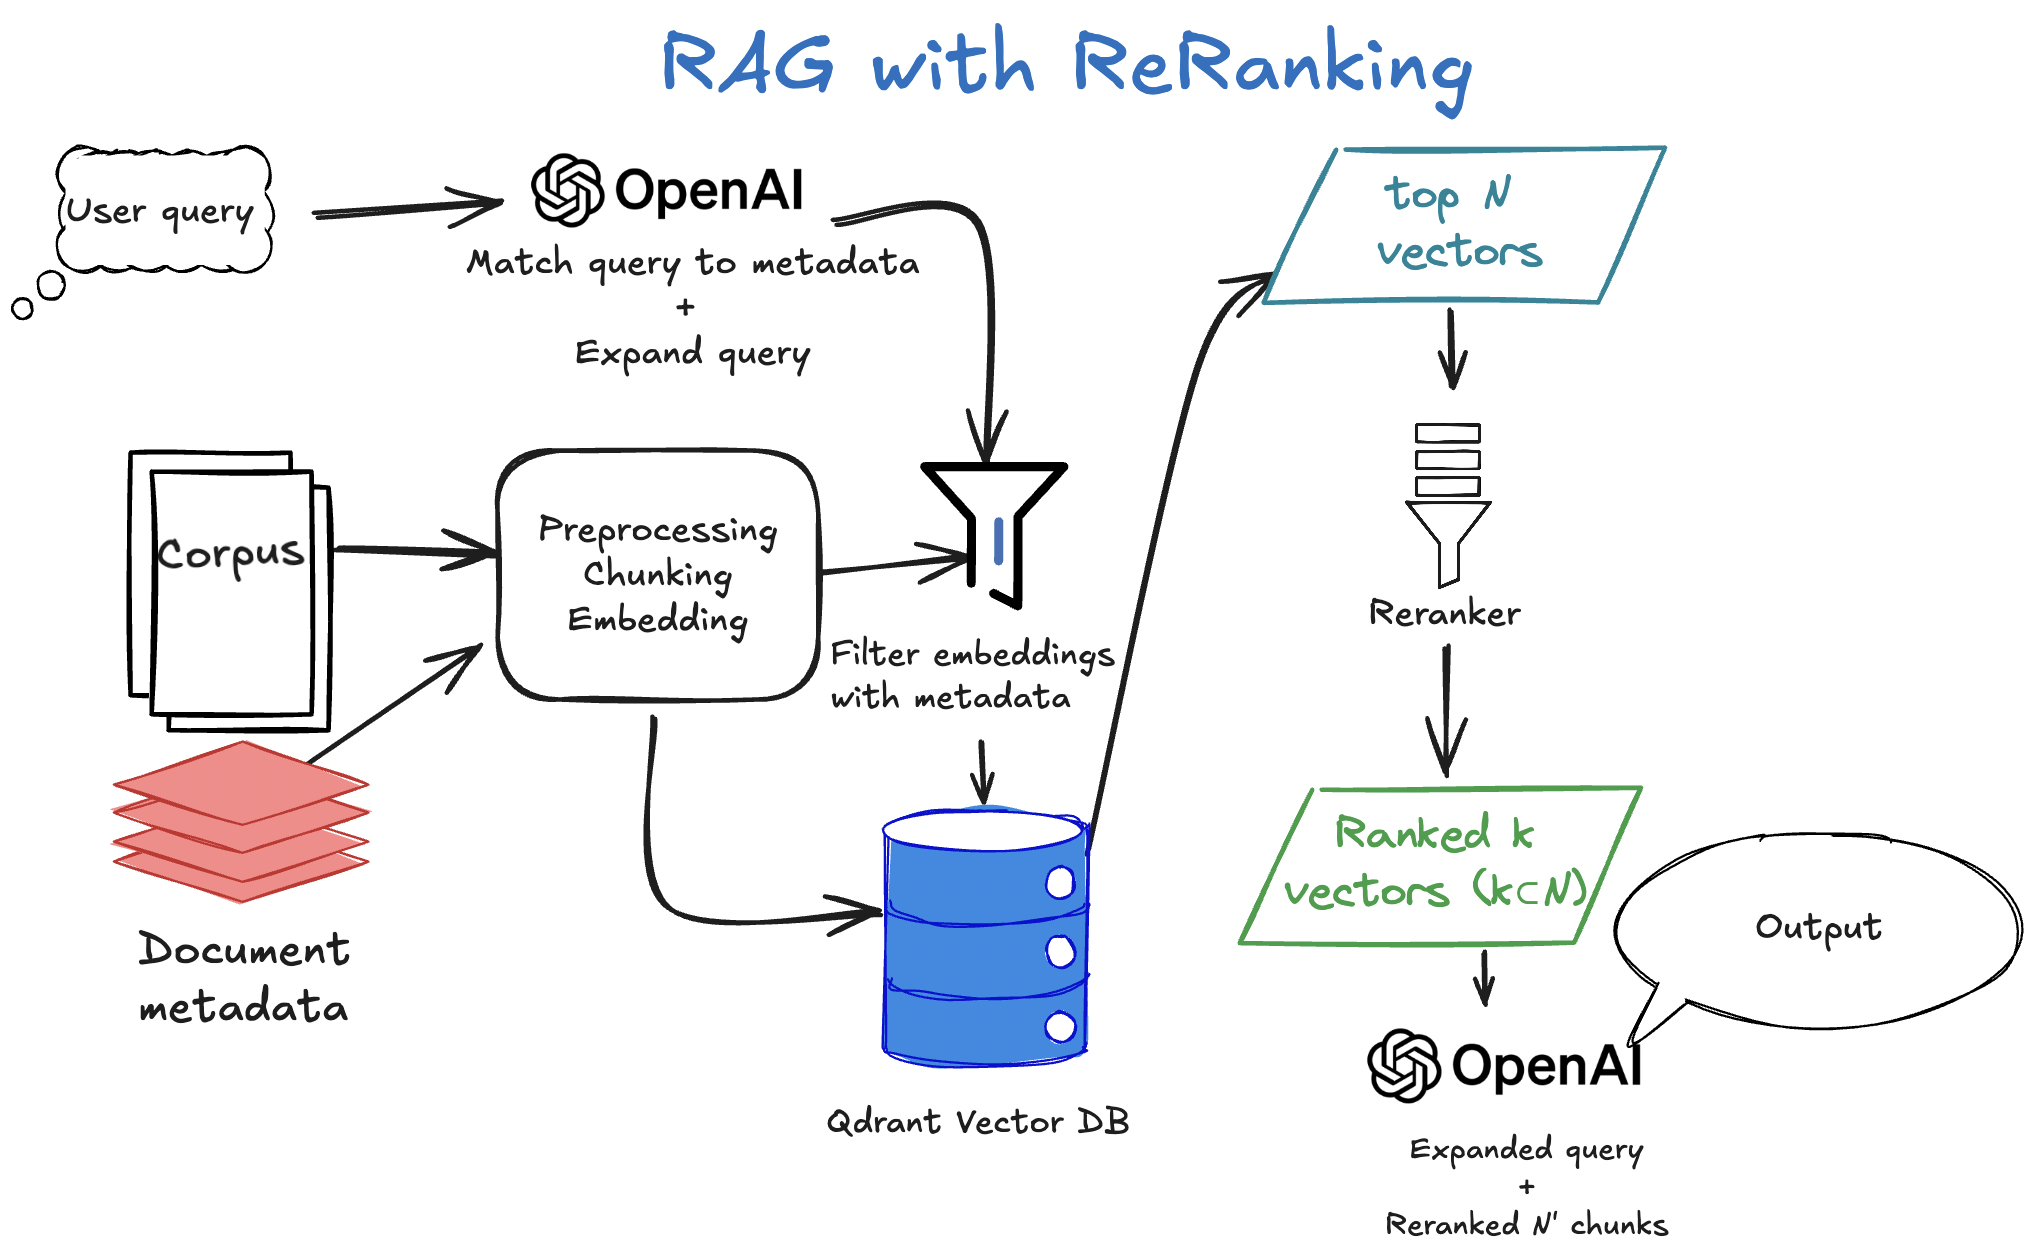 RAG with ReRanking
User query
OpenAI
Match query to metadata
+
Expand query
Corpus
Document
metadata
Preprocessing
Chunking
Embedding
Filter embeddings
with metadata
Qdrant Vector DB
top N
vectors
Reranker
Ranked k
vectors (k⊂N)
Output
OpenAI
Expanded query
+
Reranked N' chunks